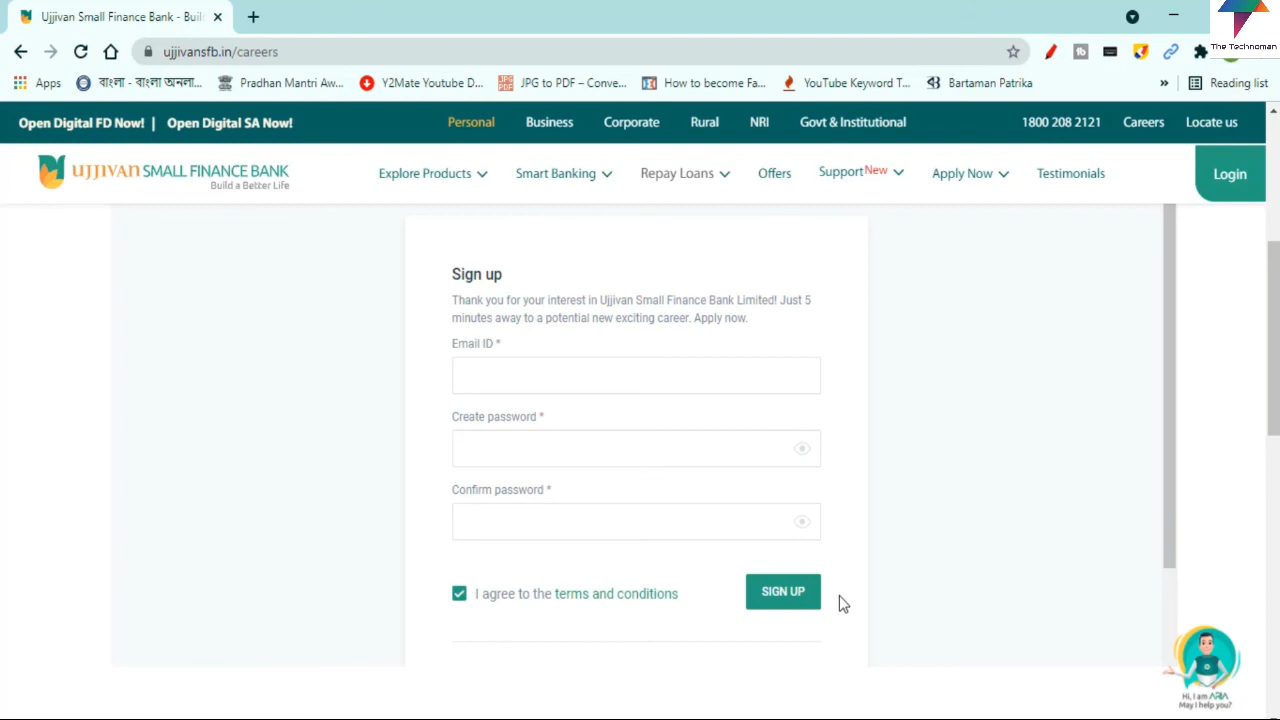 Ujjivan Small Finance Bank - Buil
The Technoman
ujjivansfb.in/careers
Apps
বাংলা - বাংলা অনলা...
Pradhan Mantri Aw...
Y2Mate Youtube D...
JPG to PDF – Conve...
How to become Fa...
YouTube Keyword T...
Bartaman Patrika
»
Reading list
Open Digital FD Now! | Open Digital SA Now!
Personal
Business
Corporate
Rural
NRI
Govt & Institutional
1800 208 2121
Careers
Locate us
UJJIVAN SMALL FINANCE BANK
Build a Better Life
Explore Products
Smart Banking
Repay Loans
Offers
Support New
Apply Now
Testimonials
Login
Sign up
Thank you for your interest in Ujjivan Small Finance Bank Limited! Just 5
minutes away to a potential new exciting career. Apply now.
Email ID *
Create password *
Confirm password *
I agree to the terms and conditions
SIGN UP
Hi, I am ARIA
May I help you?